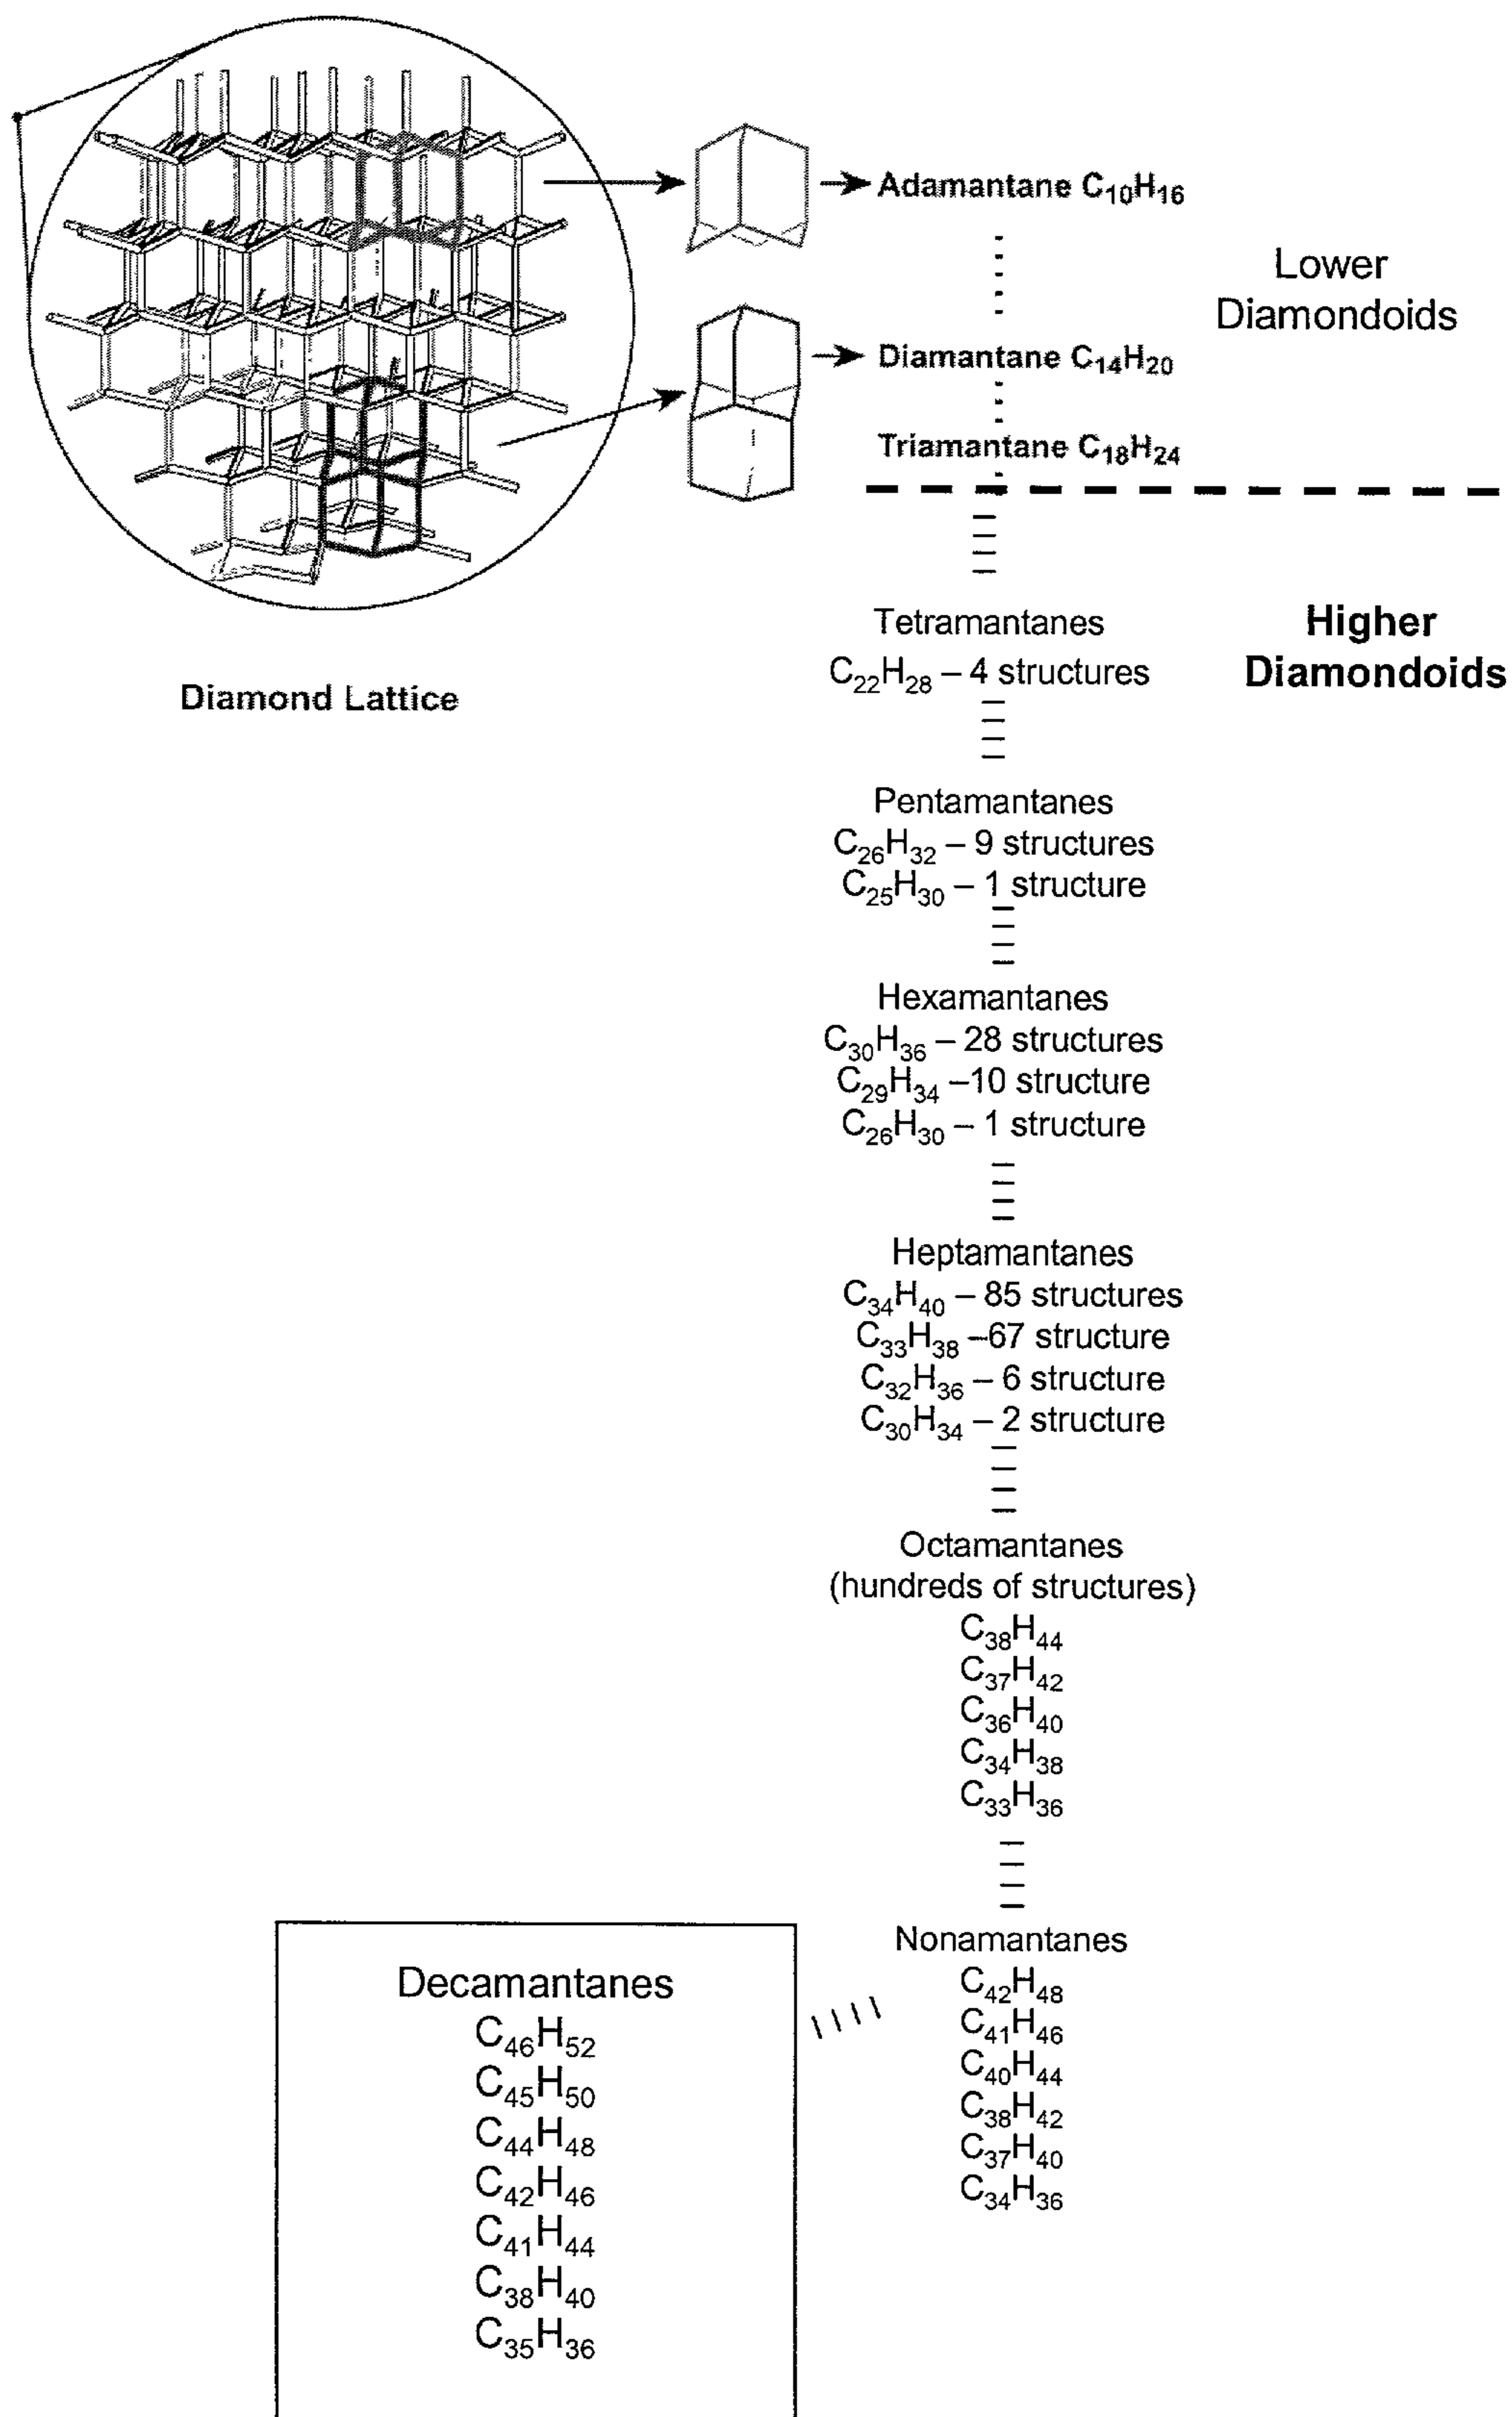 Adamantane C₁₀H₁₆
Lower
Diamondoids
Diamantane C₁₄H₂₀
Triamantane C₁₈H₂₄
Diamond Lattice
Higher
Diamondoids
Tetramantanes
C₂₂H₂₈ – 4 structures
Pentamantanes
C₂₆H₃₂ – 9 structures
C₂₅H₃₀ – 1 structure
Hexamantanes
C₃₀H₃₆ – 28 structures
C₂₉H₃₄ –10 structure
C₂₆H₃₀ – 1 structure
Heptamantanes
C₃₄H₄₀ – 85 structures
C₃₃H₃₈ –67 structure
C₃₂H₃₆ – 6 structure
C₃₀H₃₄ – 2 structure
Octamantanes
(hundreds of structures)
C₃₈H₄₄
C₃₇H₄₂
C₃₆H₄₀
C₃₄H₃₈
C₃₃H₃₆
Nonamantanes
C₄₂H₄₈
C₄₁H₄₆
C₄₀H₄₄
C₃₈H₄₂
C₃₇H₄₀
C₃₄H₃₆
Decamantanes
C₄₆H₅₂
C₄₅H₅₀
C₄₄H₄₈
C₄₂H₄₆
C₄₁H₄₄
C₃₈H₄₀
C₃₅H₃₆